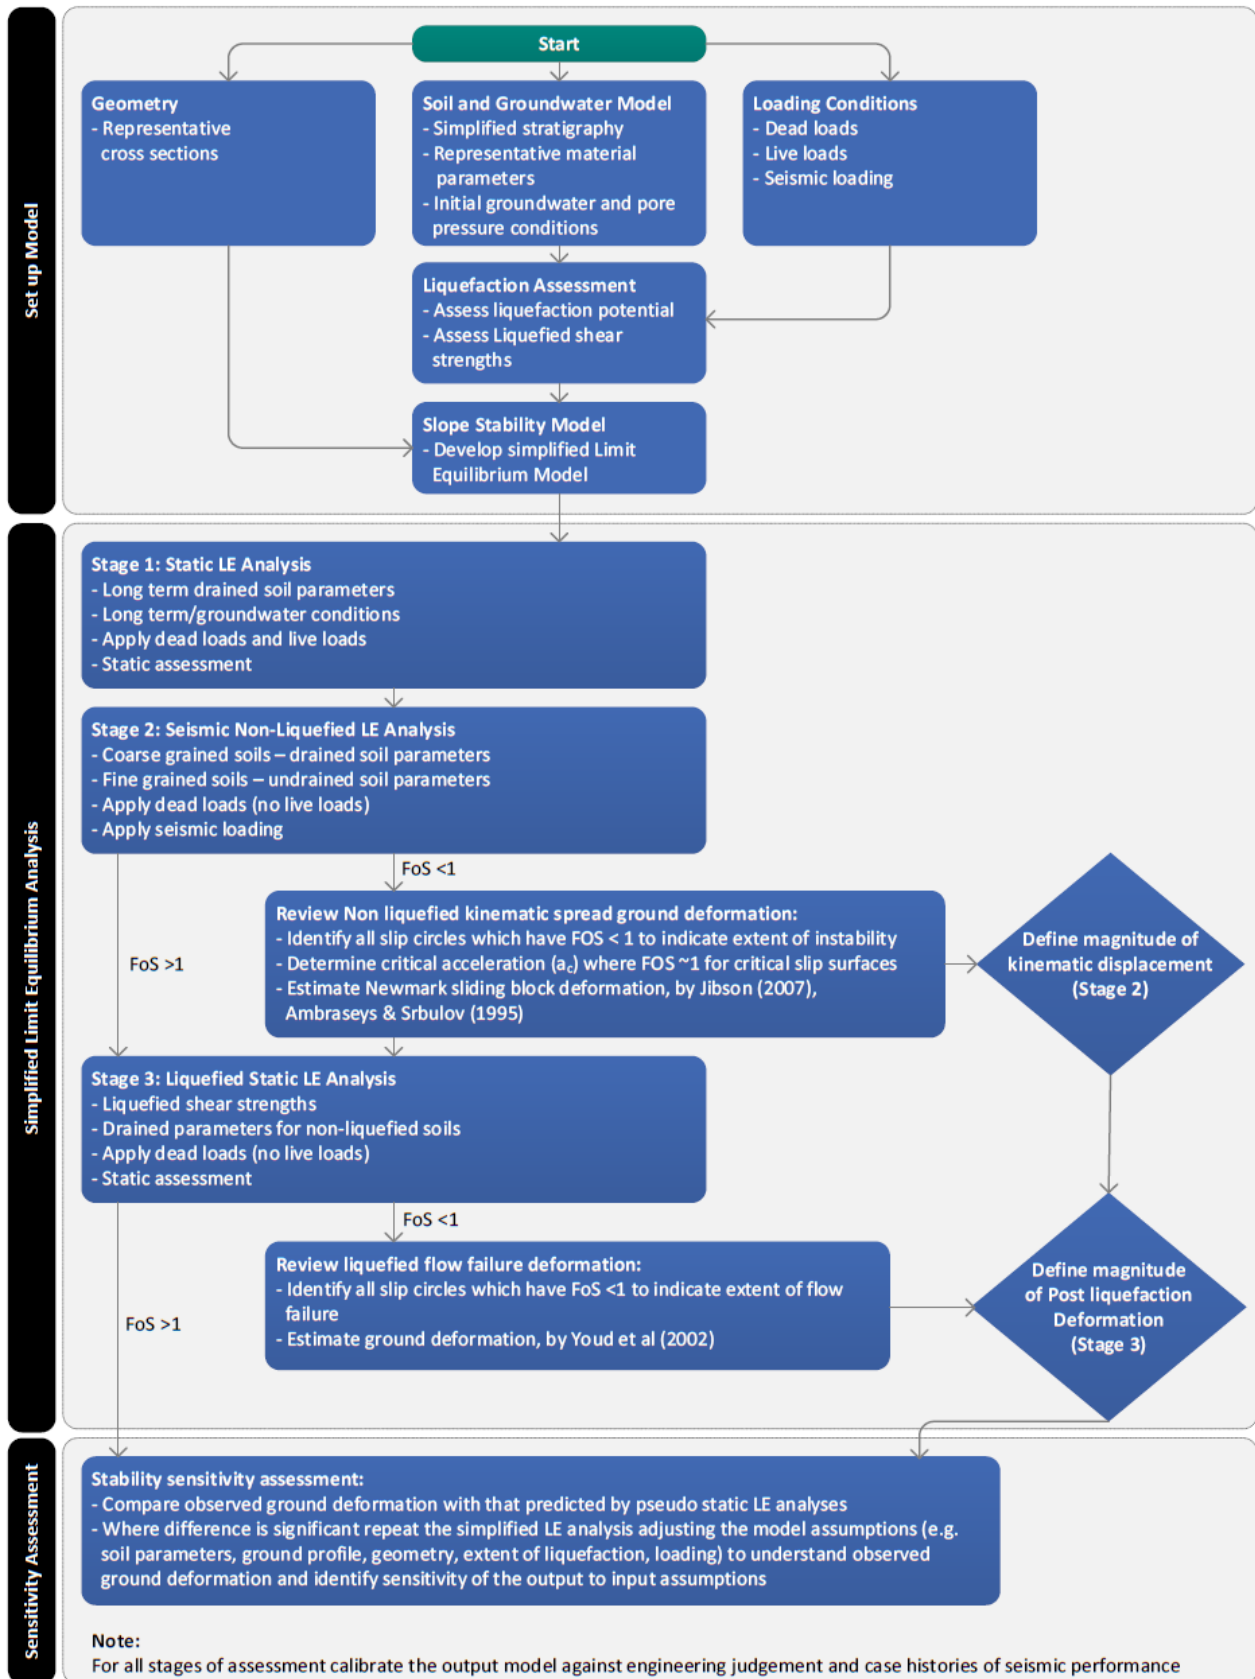 Set up Model
Start
Geometry
- Representative
cross sections
Soil and Groundwater Model
- Simplified stratigraphy
- Representative material
parameters
- Initial groundwater and pore
pressure conditions
Loading Conditions
- Dead loads
- Live loads
- Seismic loading
Liquefaction Assessment
- Assess liquefaction potential
- Assess Liquefied shear
strengths
Slope Stability Model
- Develop simplified Limit
Equilibrium Model
Simplified Limit Equilibrium Analysis
Stage 1: Static LE Analysis
- Long term drained soil parameters
- Long term/groundwater conditions
- Apply dead loads and live loads
- Static assessment
Stage 2: Seismic Non-Liquefied LE Analysis
- Coarse grained soils – drained soil parameters
- Fine grained soils – undrained soil parameters
- Apply dead loads (no live loads)
- Apply seismic loading
FoS <1
FoS >1
Review Non liquefied kinematic spread ground deformation:
- Identify all slip circles which have FOS < 1 to indicate extent of instability
- Determine critical acceleration (ac) where FOS ~1 for critical slip surfaces
- Estimate Newmark sliding block deformation, by Jibson (2007),
Ambraseys & Srbulov (1995)
Define magnitude of
kinematic displacement
(Stage 2)
Stage 3: Liquefied Static LE Analysis
- Liquefied shear strengths
- Drained parameters for non-liquefied soils
- Apply dead loads (no live loads)
- Static assessment
FoS <1
FoS >1
Review liquefied flow failure deformation:
- Identify all slip circles which have FoS <1 to indicate extent of flow
failure
- Estimate ground deformation, by Youd et al (2002)
Define magnitude
of Post liquefaction
Deformation
(Stage 3)
Sensitivity Assessment
Stability sensitivity assessment:
- Compare observed ground deformation with that predicted by pseudo static LE analyses
- Where difference is significant repeat the simplified LE analysis adjusting the model assumptions (e.g.
soil parameters, ground profile, geometry, extent of liquefaction, loading) to understand observed
ground deformation and identify sensitivity of the output to input assumptions
Note:
For all stages of assessment calibrate the output model against engineering judgement and case histories of seismic performance